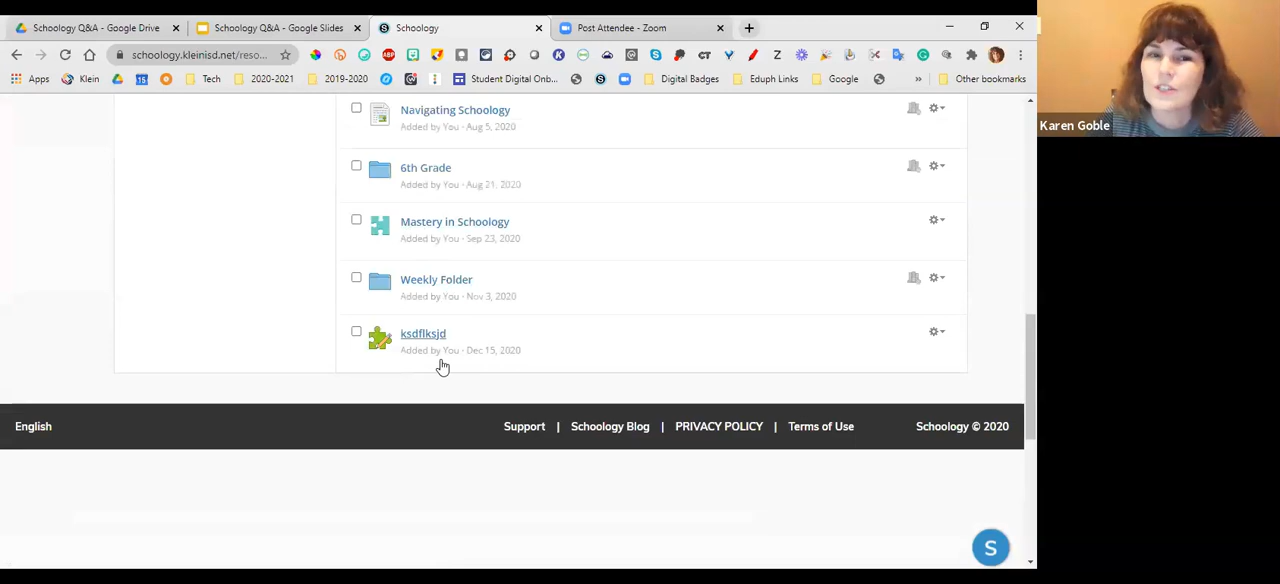 Schoology Q&A - Google Drive
Schoology Q&A - Google Slides
Schoology
Post Attendee - Zoom
schoology.kleinisd.net/reso...
Apps
Klein
Tech
2020-2021
2019-2020
Student Digital Onb...
Digital Badges
Eduph Links
Google
»
Other bookmarks
Karen Goble
Navigating Schoology
Added by You · Aug 5, 2020
6th Grade
Added by You · Aug 21, 2020
Mastery in Schoology
Added by You · Sep 23, 2020
Weekly Folder
Added by You · Nov 3, 2020
ksdflksjd
Added by You · Dec 15, 2020
English
Support | Schoology Blog | PRIVACY POLICY | Terms of Use
Schoology © 2020
S